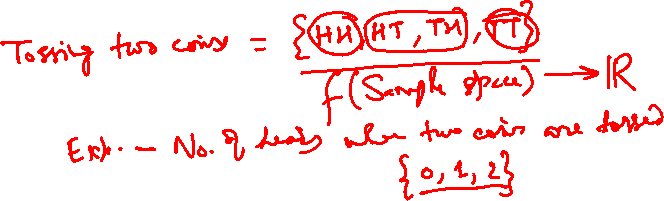 Tossing two coins = {HH, HT, TH, TT}
f(Sample space) → ℝ
Exp. - No. of heads when two coins are tossed
{0, 1, 2}